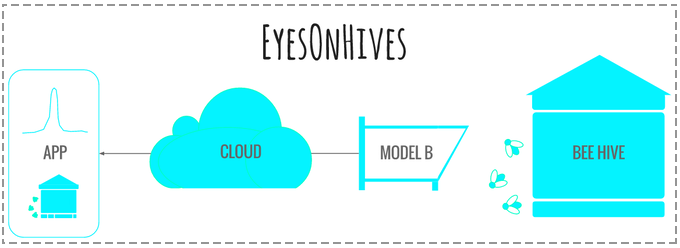 EyesOnHives
APP
CLOUD
MODEL B
BEE HIVE